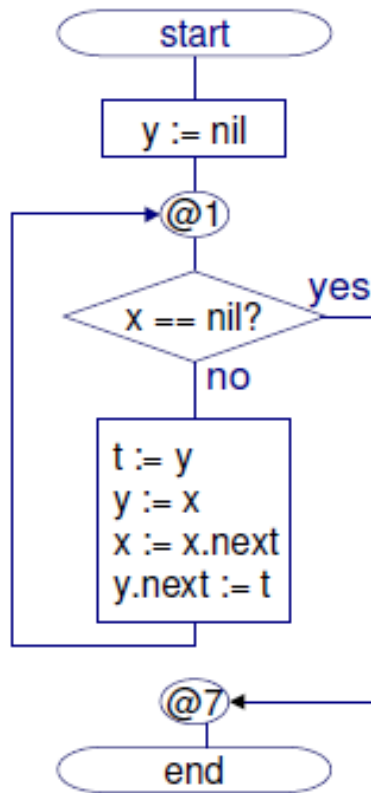 start
y := nil
@1
x == nil?
yes
no
t := y
y := x
x := x.next
y.next := t
@7
end